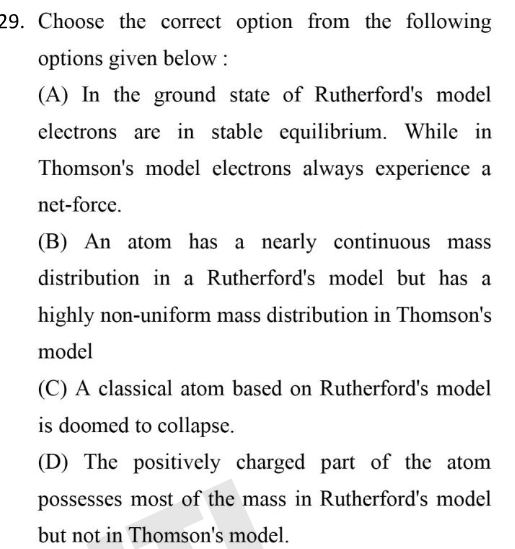 29. Choose the correct option from the following
options given below :
(A) In the ground state of Rutherford's model
electrons are in stable equilibrium. While in
Thomson's model electrons always experience a
net-force.
(B) An atom has a nearly continuous mass
distribution in a Rutherford's model but has a
highly non-uniform mass distribution in Thomson's
model
(C) A classical atom based on Rutherford's model
is doomed to collapse.
(D) The positively charged part of the atom
possesses most of the mass in Rutherford's model
but not in Thomson's model.